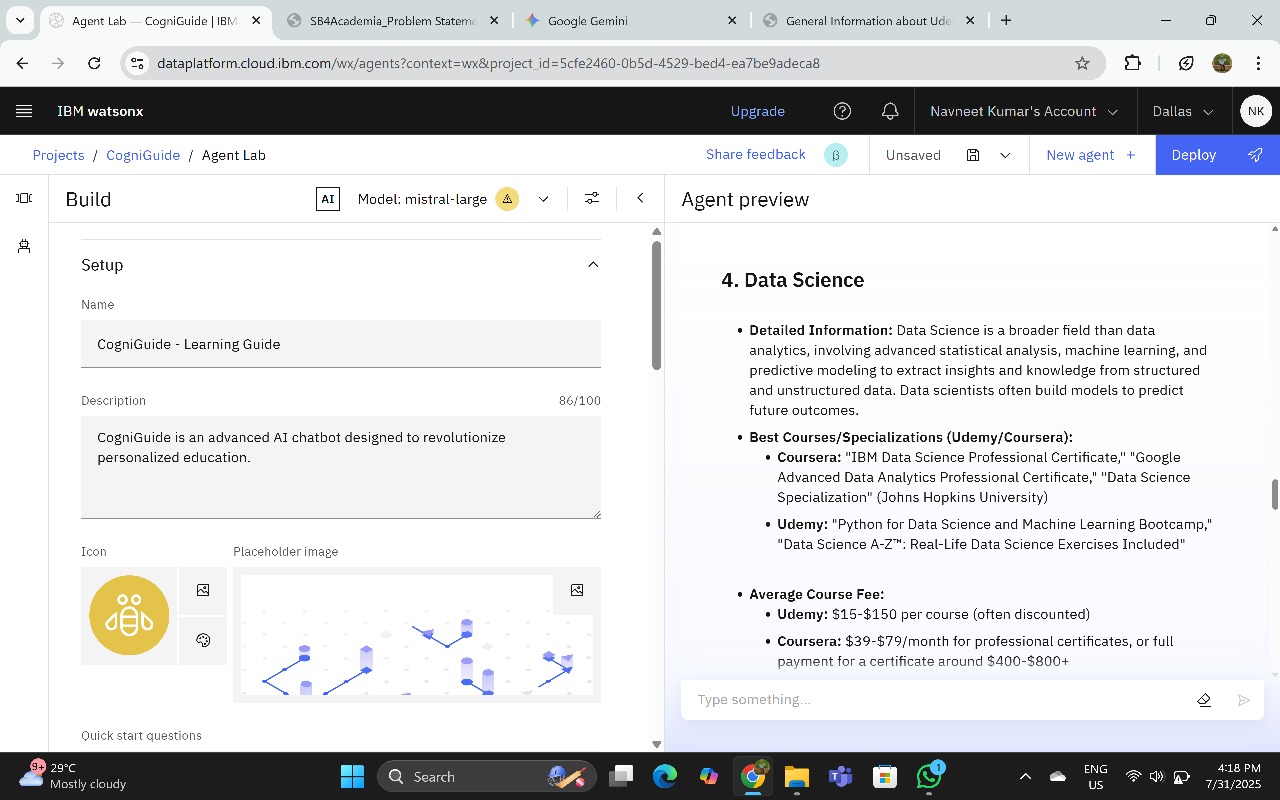 Agent Lab — CogniGuide | IBM
SB4Academia_Problem Stateme
Google Gemini
General Information about Ude
dataplatform.cloud.ibm.com/wx/agents?context=wx&project_id=5cfe2460-0b5d-4529-bed4-ea7be9adeca8
IBM watsonx
Upgrade
Navneet Kumar's Account
Dallas
NK
Projects / CogniGuide / Agent Lab
Share feedback
β
Unsaved
New agent +
Deploy
Build
AI
Model: mistral-large
Agent preview
Setup
Name
CogniGuide - Learning Guide
Description
86/100
CogniGuide is an advanced AI chatbot designed to revolutionize
personalized education.
Icon
Placeholder image
Quick start questions
4. Data Science
• Detailed Information: Data Science is a broader field than data
analytics, involving advanced statistical analysis, machine learning, and
predictive modeling to extract insights and knowledge from structured
and unstructured data. Data scientists often build models to predict
future outcomes.
• Best Courses/Specializations (Udemy/Coursera):
• Coursera: "IBM Data Science Professional Certificate," "Google
Advanced Data Analytics Professional Certificate," "Data Science
Specialization" (Johns Hopkins University)
• Udemy: "Python for Data Science and Machine Learning Bootcamp,"
"Data Science A-Z™: Real-Life Data Science Exercises Included"
• Average Course Fee:
• Udemy: $15-$150 per course (often discounted)
• Coursera: $39-$79/month for professional certificates, or full
payment for a certificate around $400-$800+
Type something...
9+
29°C
Mostly cloudy
Search
1
ENG
US
4:18 PM
7/31/2025